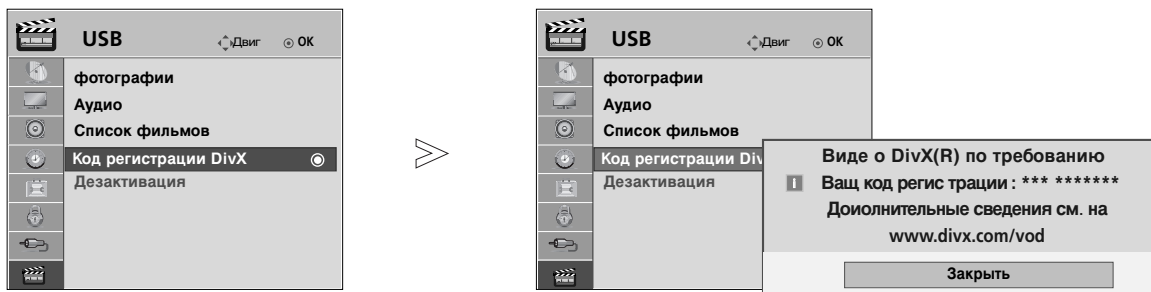 USB Двиг OK
фотографии
Аудио
Список фильмов
Код регистрации DivX
Дезактивация
USB Двиг OK
фотографии
Аудио
Список фильмов
Код регистрации Div
Дезактивация
Виде о DivX(R) по требованию
Ващ код регис трации : *** *******
Доиолнительные сведения см. на
www.divx.com/vod
Закрыть